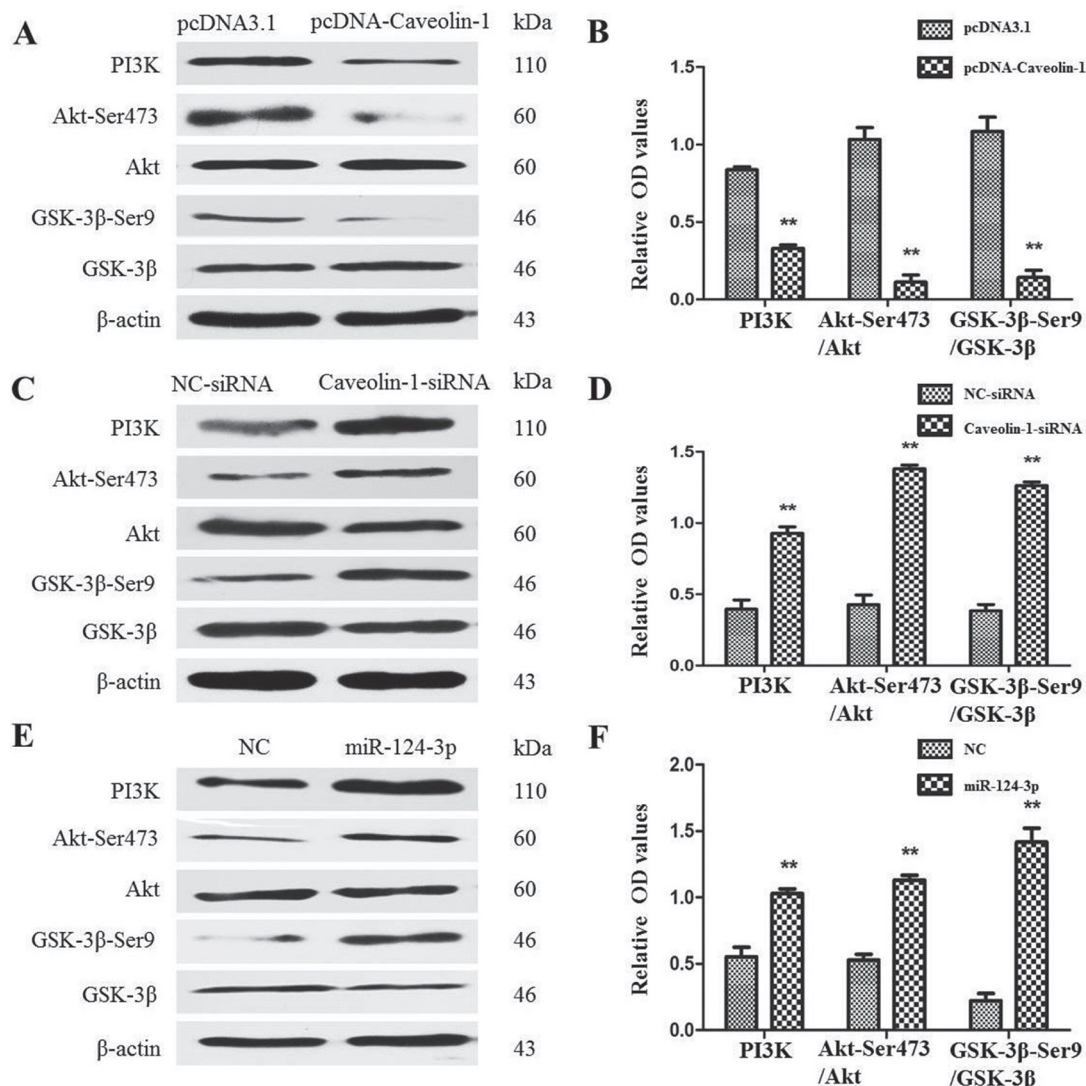 A
pcDNA3.1 pcDNA-Caveolin-1 kDa
PI3K 110
Akt-Ser473 60
Akt 60
GSK-3β-Ser9 46
GSK-3β 46
β-actin 43
B
pcDNA3.1
pcDNA-Caveolin-1
Relative OD values
1.5
1.0
0.5
0.0
** ** **
PI3K Akt-Ser473 GSK-3β-Ser9
/Akt /GSK-3β
C
NC-siRNA Caveolin-1-siRNA kDa
PI3K 110
Akt-Ser473 60
Akt 60
GSK-3β-Ser9 46
GSK-3β 46
β-actin 43
D
NC-siRNA
Caveolin-1-siRNA
Relative OD values
1.5
1.0
0.5
0.0
** ** **
PI3K Akt-Ser473 GSK-3β-Ser9
/Akt /GSK-3β
E
NC miR-124-3p kDa
PI3K 110
Akt-Ser473 60
Akt 60
GSK-3β-Ser9 46
GSK-3β 46
β-actin 43
F
NC
miR-124-3p
Relative OD values
2.0
1.5
1.0
0.5
0.0
** ** **
PI3K Akt-Ser473 GSK-3β-Ser9
/Akt /GSK-3β